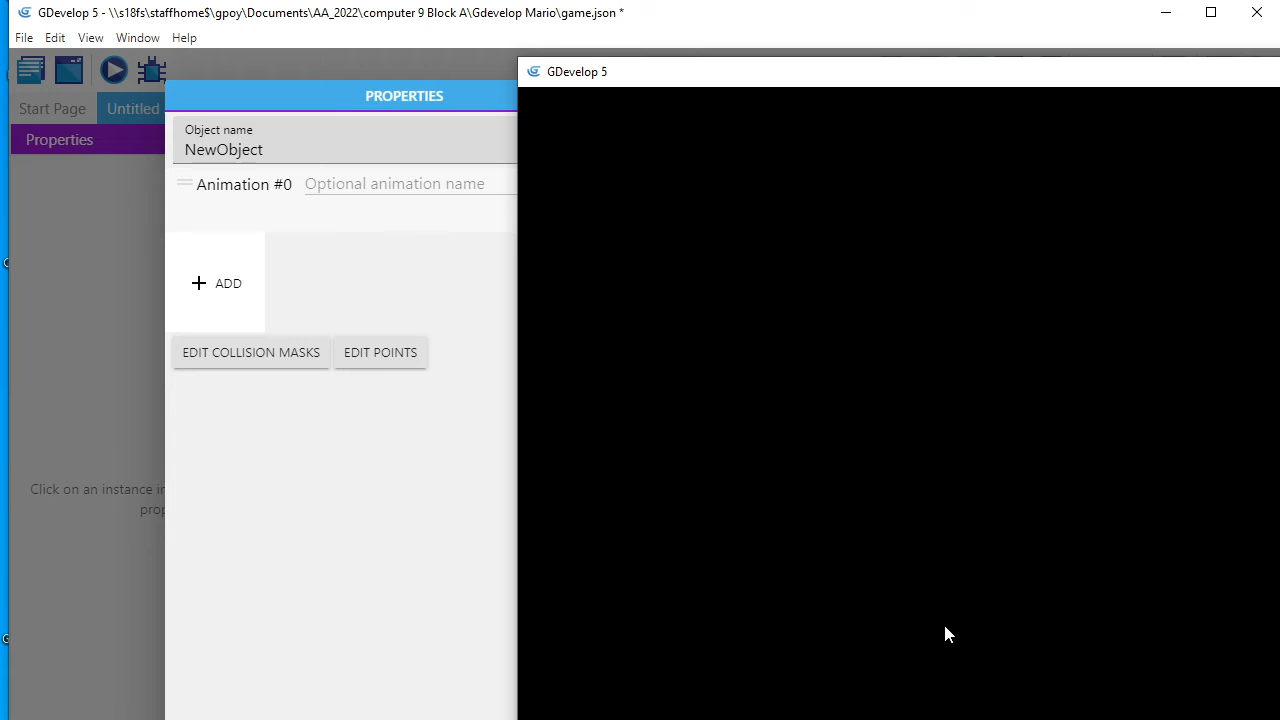 GDevelop 5 - \\s18fs\staffhome$\gpoy\Documents\AA_2022\computer 9 Block A\Gdevelop Mario\game.json *
File Edit View Window Help
GDevelop 5
Start Page Untitled
PROPERTIES
Properties
Object name
NewObject
Animation #0 Optional animation name
+ ADD
EDIT COLLISION MASKS EDIT POINTS
Click on an instance in
prop